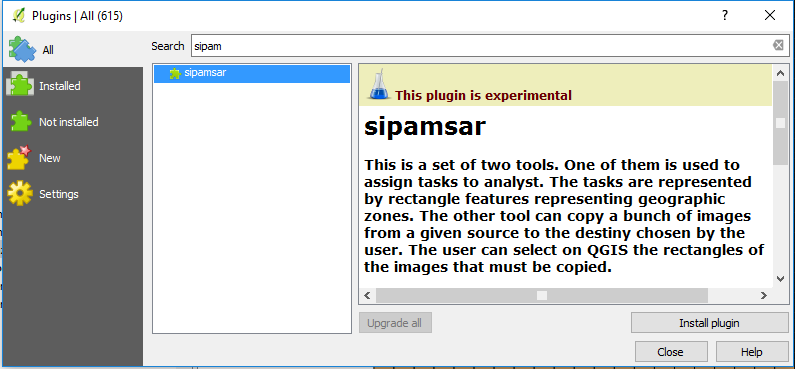 Plugins | All (615)
?
All
Search sipam
Installed
Not installed
New
Settings
sipamsar
This plugin is experimental
sipamsar
This is a set of two tools. One of them is used to
assign tasks to analyst. The tasks are represented
by rectangle features representing geographic
zones. The other tool can copy a bunch of images
from a given source to the destiny chosen by the
user. The user can select on QGIS the rectangles of
the images that must be copied.
Upgrade all
Install plugin
Close
Help